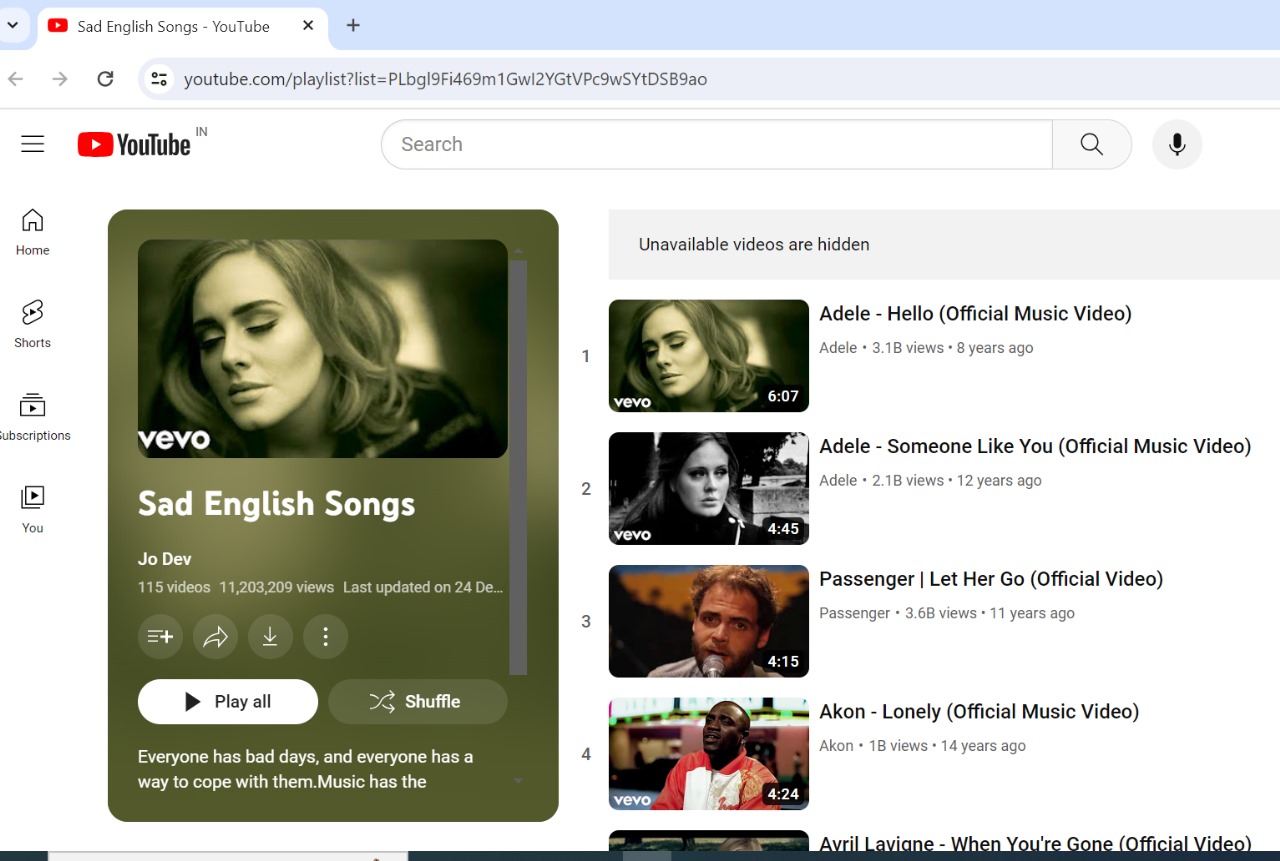 Sad English Songs - YouTube
youtube.com/playlist?list=PLbgl9Fi469m1Gwl2YGtVPc9wSYtDSB9ao
YouTube IN
Search
Home
Shorts
ubscriptions
You
vevo
Sad English Songs
Jo Dev
115 videos 11,203,209 views Last updated on 24 De...
Play all
Shuffle
Everyone has bad days, and everyone has a
way to cope with them.Music has the
Unavailable videos are hidden
1
vevo
6:07
Adele - Hello (Official Music Video)
Adele • 3.1B views • 8 years ago
2
vevo
4:45
Adele - Someone Like You (Official Music Video)
Adele • 2.1B views • 12 years ago
3
4:15
Passenger | Let Her Go (Official Video)
Passenger • 3.6B views • 11 years ago
4
vevo
4:24
Akon - Lonely (Official Music Video)
Akon • 1B views • 14 years ago
Avril Lavigne - When You're Gone (Official Video)